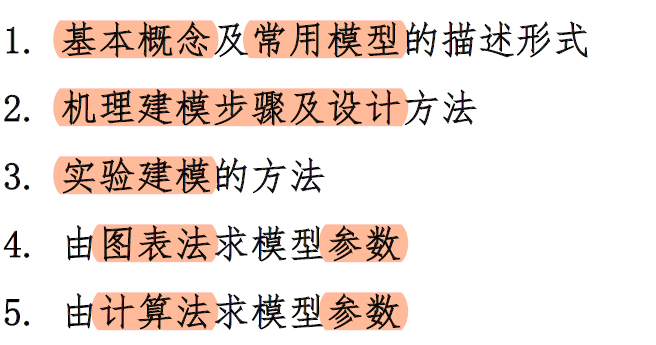 1. 基本概念及常用模型的描述形式
2. 机理建模步骤及设计方法
3. 实验建模的方法
4. 由图表法求模型参数
5. 由计算法求模型参数